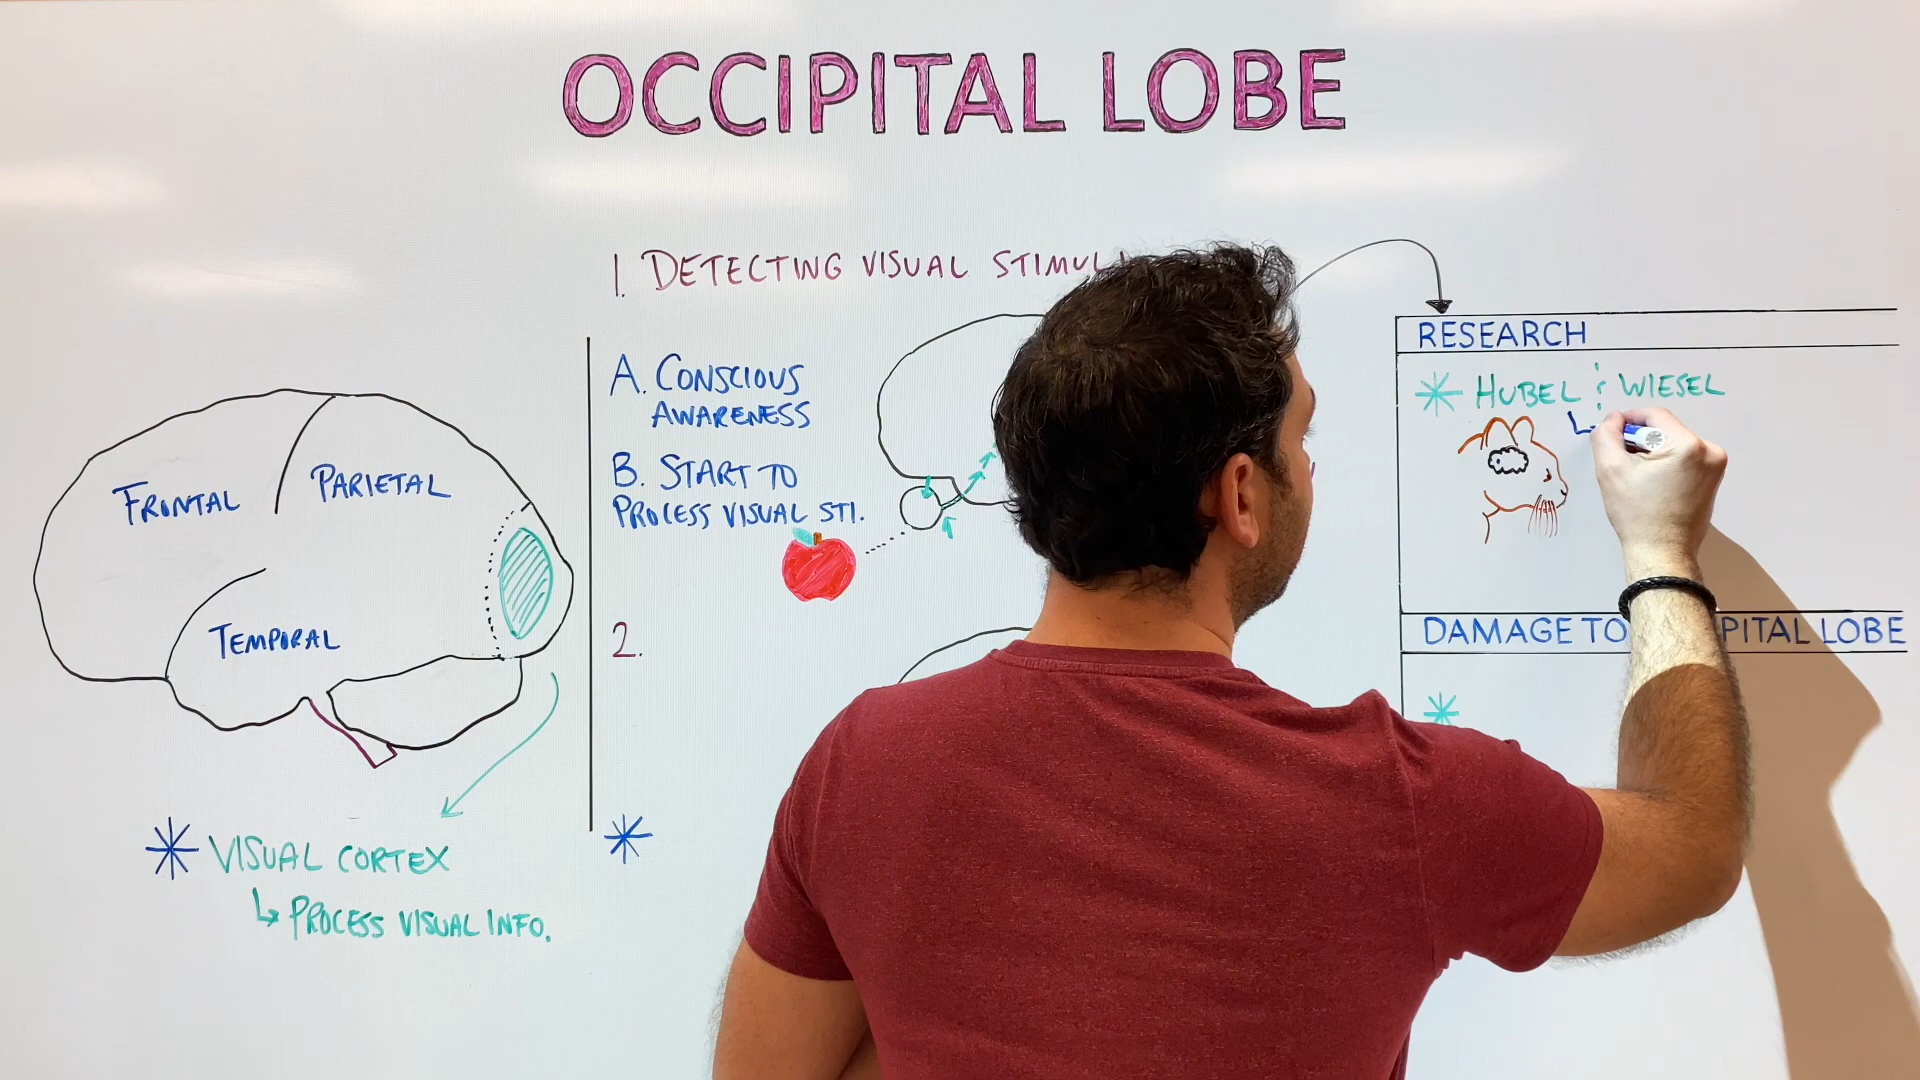 OCCIPITAL LOBE
FRONTAL
PARIETAL
TEMPORAL
VISUAL CORTEX
↳ PROCESS VISUAL INFO.
1. DETECTING VISUAL STIMULI
A. CONSCIOUS
AWARENESS
B. START TO
PROCESS VISUAL STI.
2.
RESEARCH
HUBEL & WIESEL
DAMAGE TO PITAL LOBE